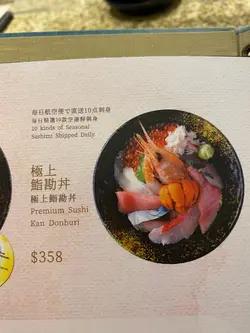 毎日航空便で直送10点刺身
每日精選10款空運鮮刺身
10 kinds of Seasonal
Sashimi Shipped Daily
極上
鮨勘丼
極上鮨勘丼
Premium Sushi
Kan Donburi
$358